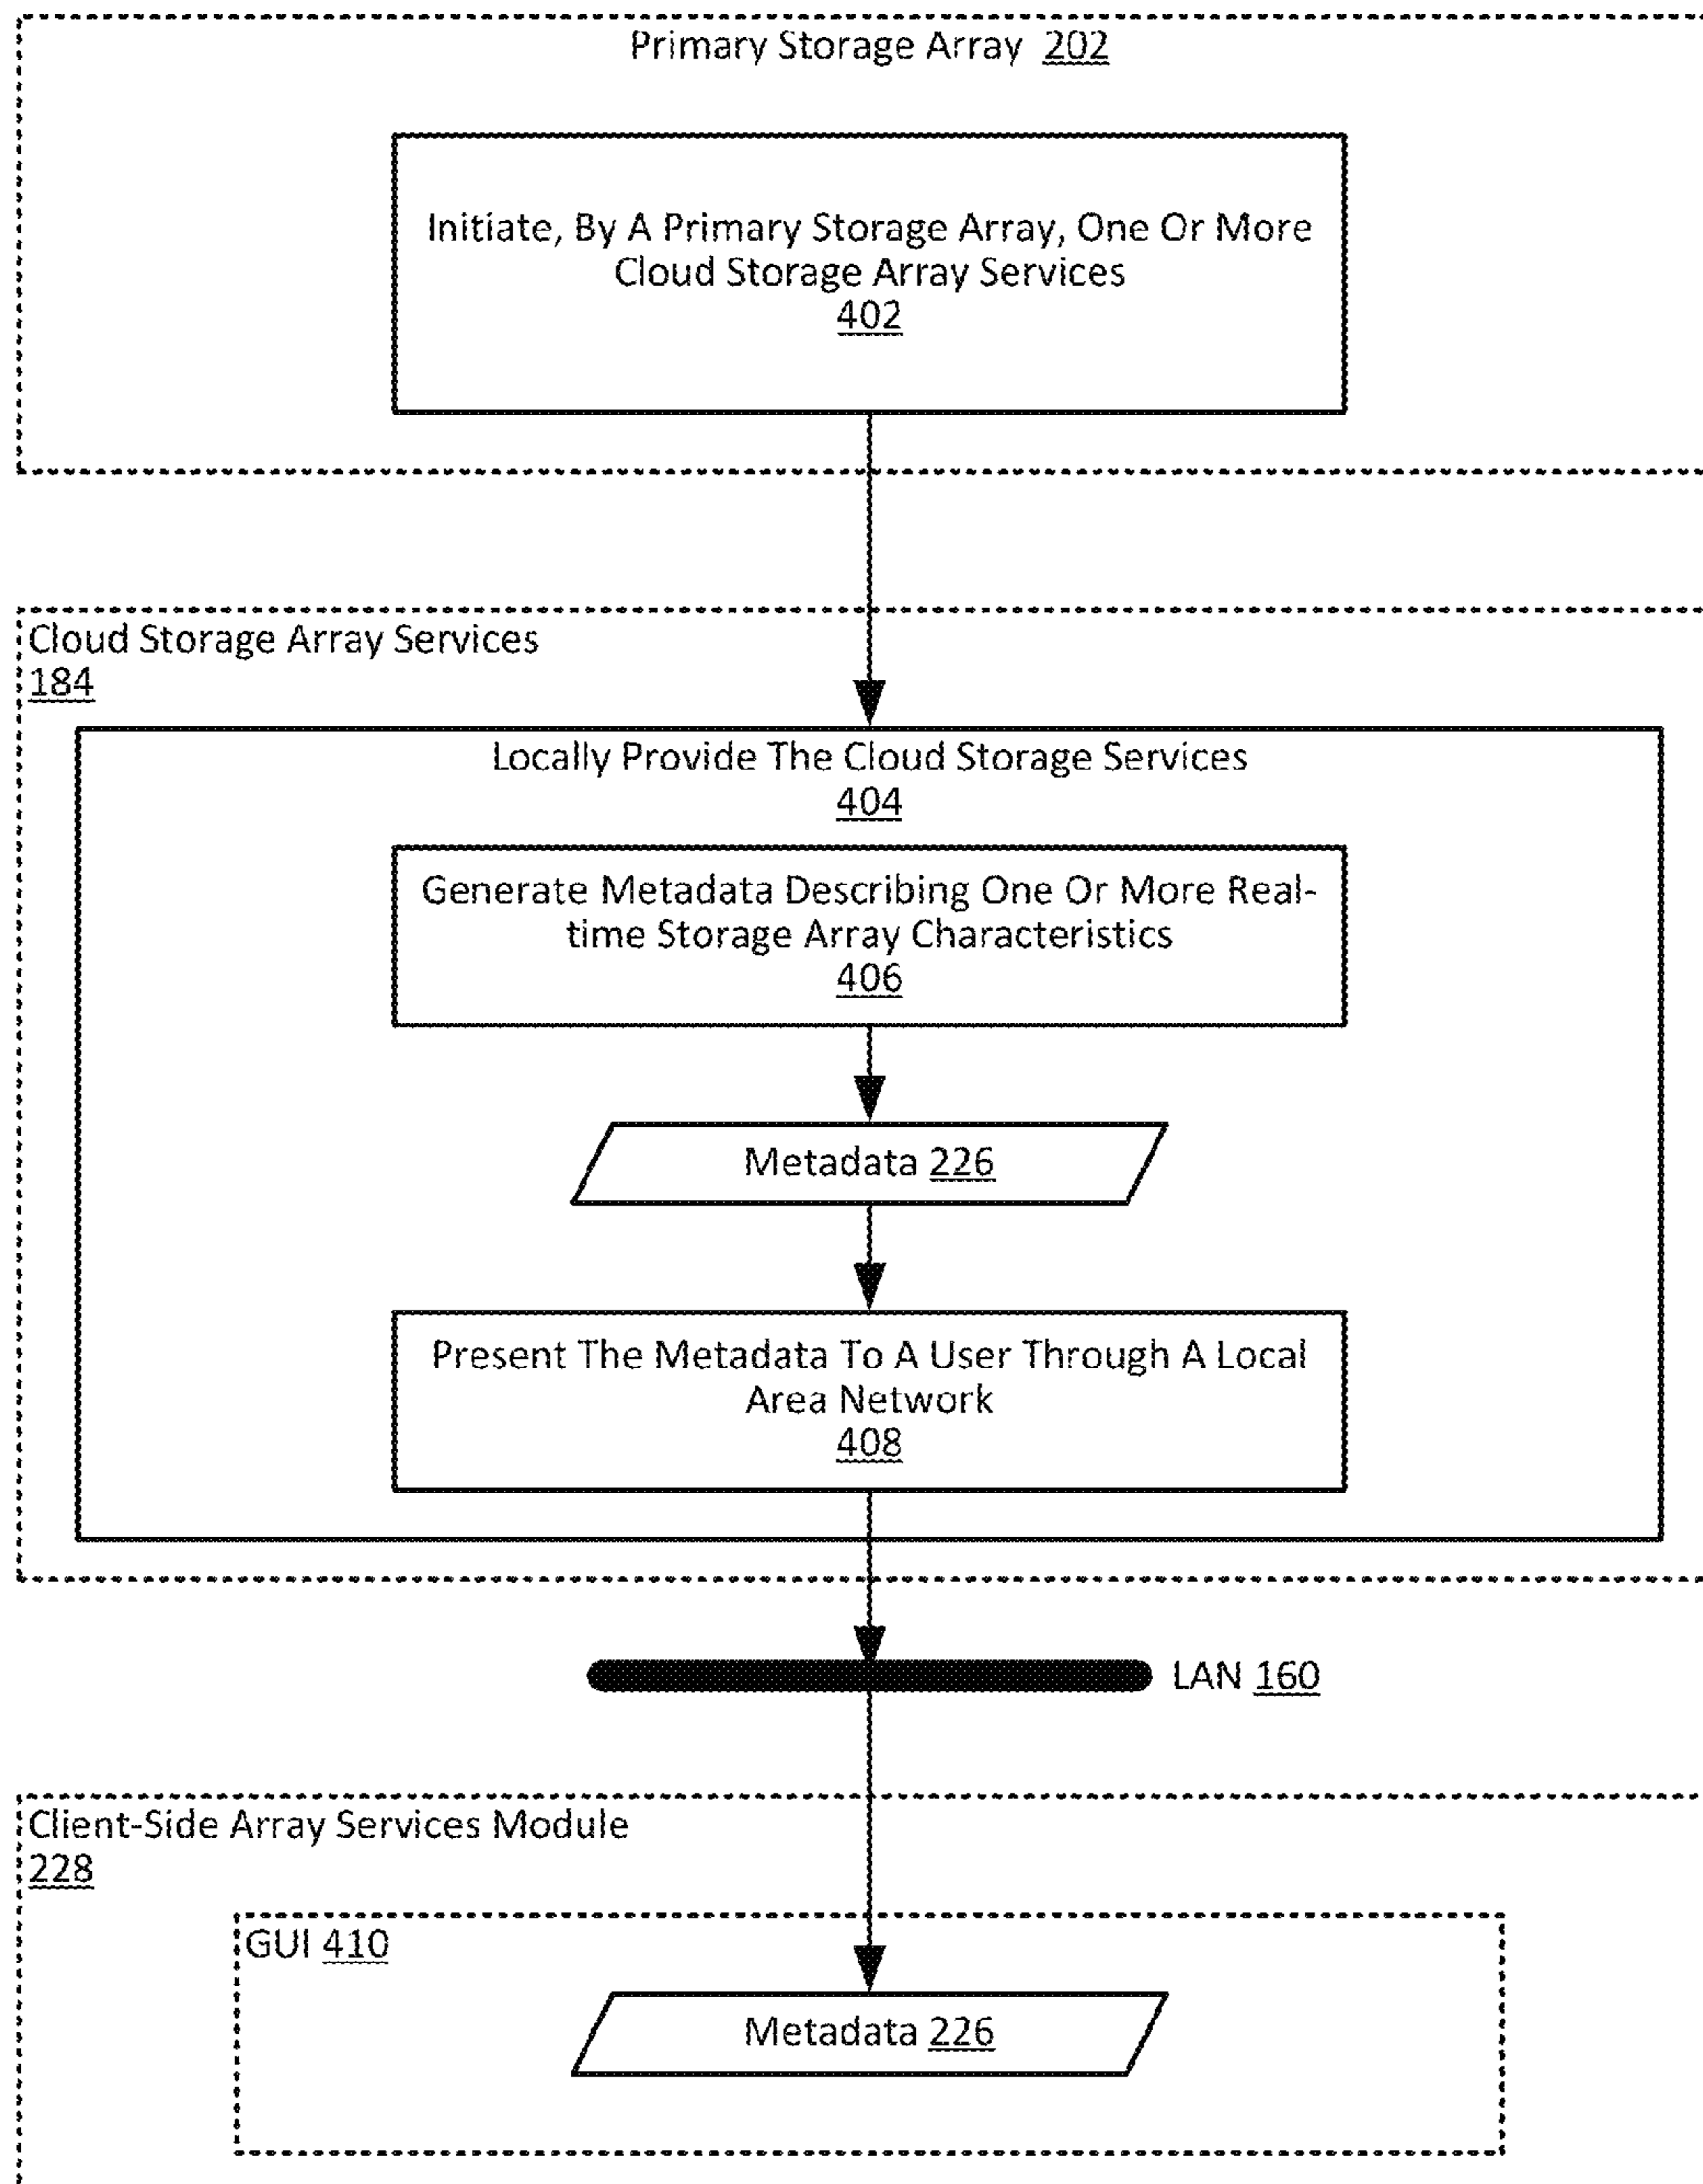 Primary Storage Array 202
Initiate, By A Primary Storage Array, One Or More
Cloud Storage Array Services
402
Cloud Storage Array Services
184
Locally Provide The Cloud Storage Services
404
Generate Metadata Describing One Or More Real-
time Storage Array Characteristics
406
Metadata 226
Present The Metadata To A User Through A Local
Area Network
408
LAN 160
Client-Side Array Services Module
228
GUI 410
Metadata 226